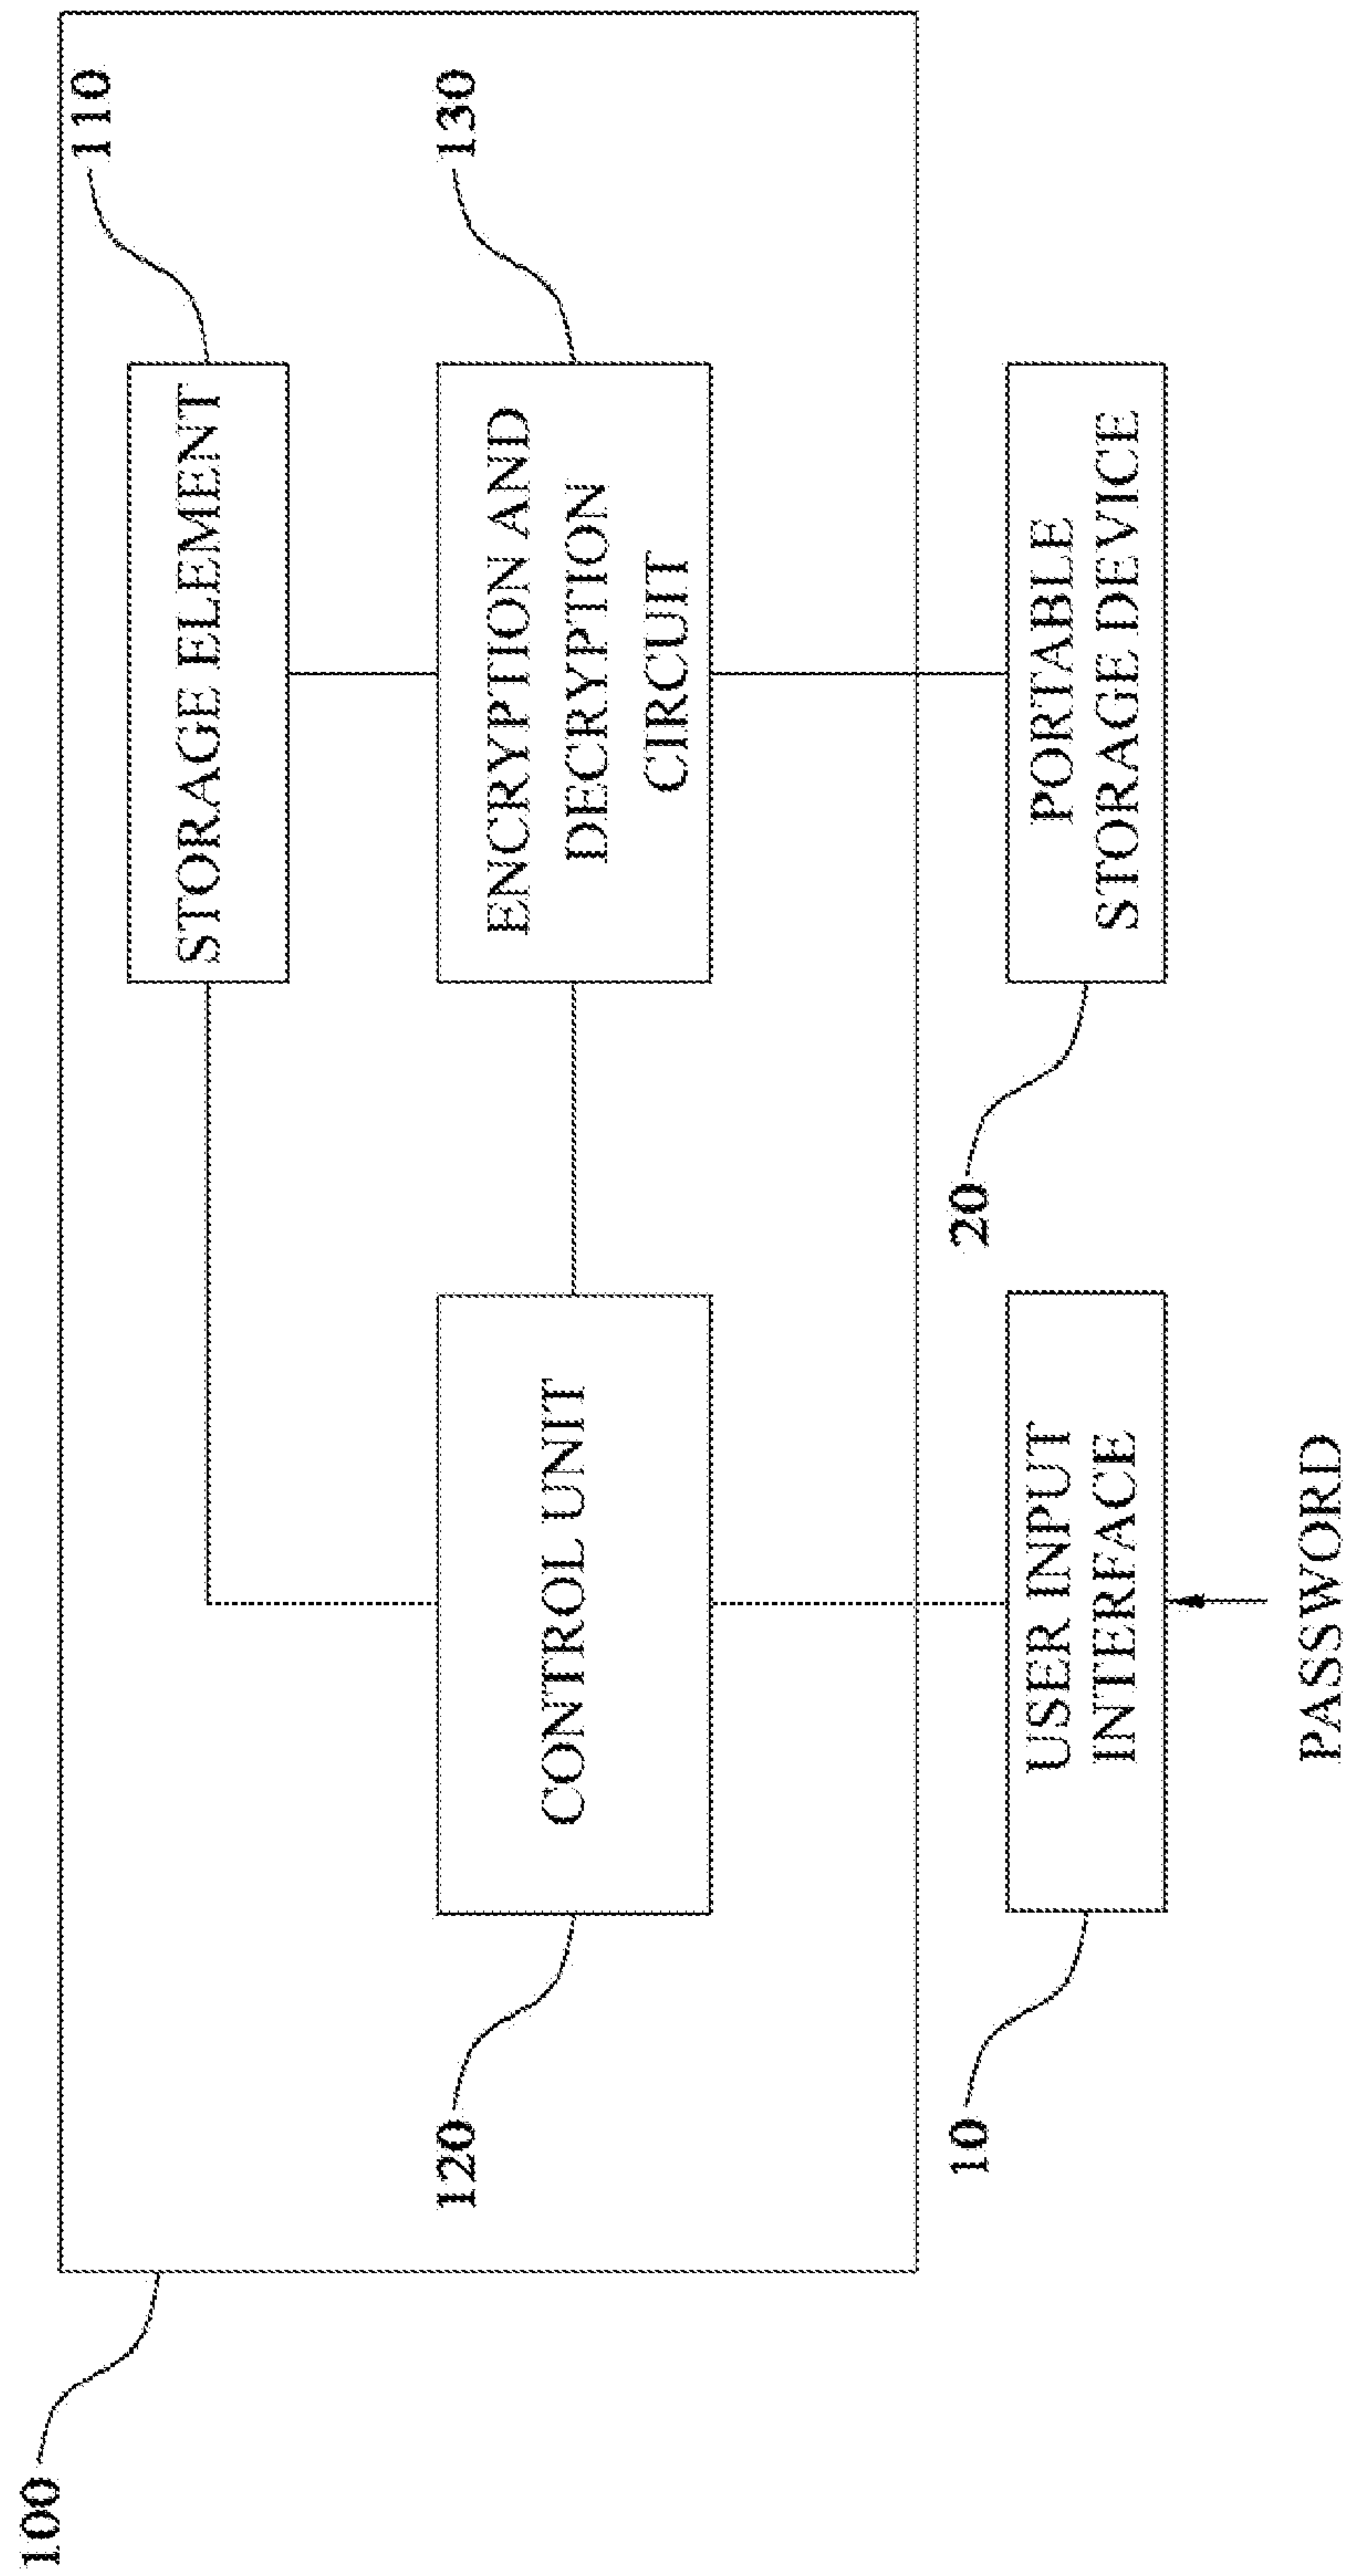 100
110
STORAGE ELEMENT
120
CONTROL UNIT
130
ENCRYPTION AND
DECRYPTION
CIRCUIT
10
USER INPUT
INTERFACE
20
PORTABLE
STORAGE DEVICE
PASSWORD